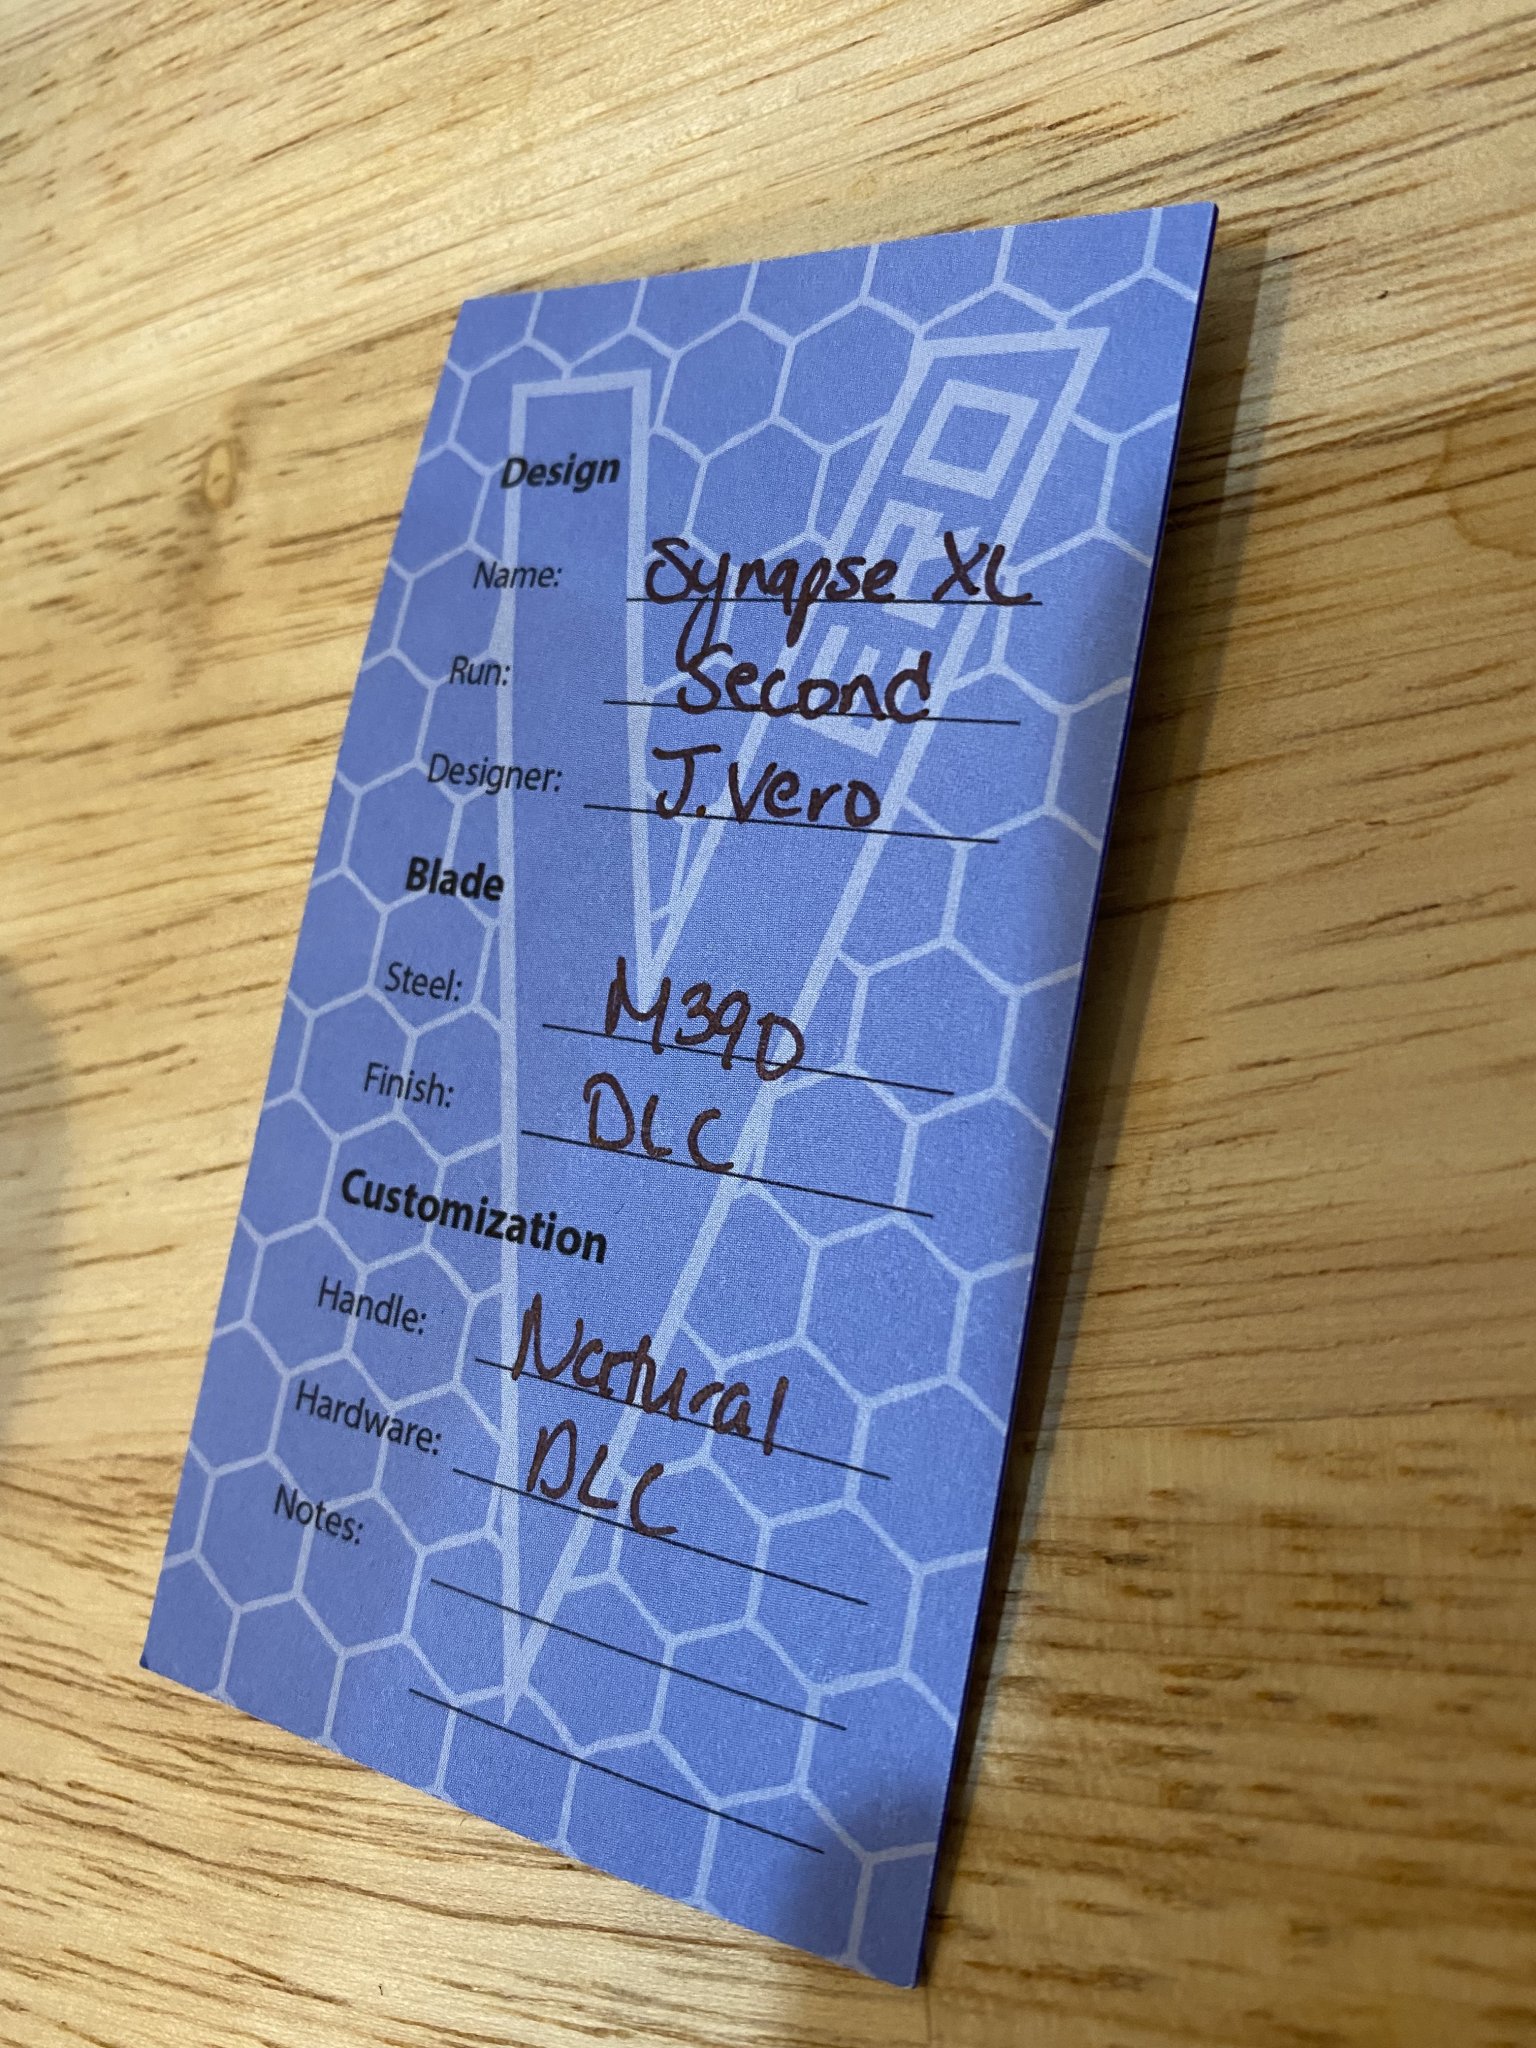 Design
Name: Synapse XL
Run: Second
Designer: J. Vero
Blade
Steel: M390
Finish: DLC
Customization
Handle: Natural
Hardware: DLC
Notes:
VERO